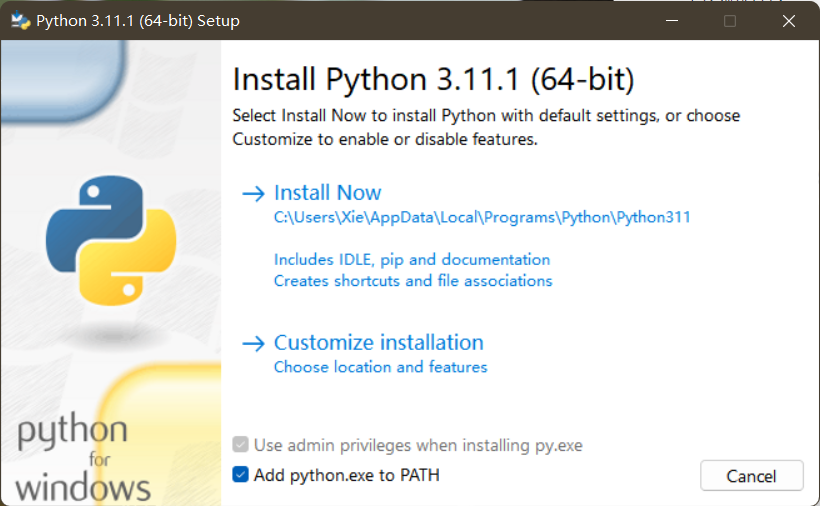 Python 3.11.1 (64-bit) Setup
Install Python 3.11.1 (64-bit)
Select Install Now to install Python with default settings, or choose
Customize to enable or disable features.
Install Now
C:\Users\Xie\AppData\Local\Programs\Python\Python311
Includes IDLE, pip and documentation
Creates shortcuts and file associations
Customize installation
Choose location and features
Use admin privileges when installing py.exe
Add python.exe to PATH
Cancel
python
for
windows